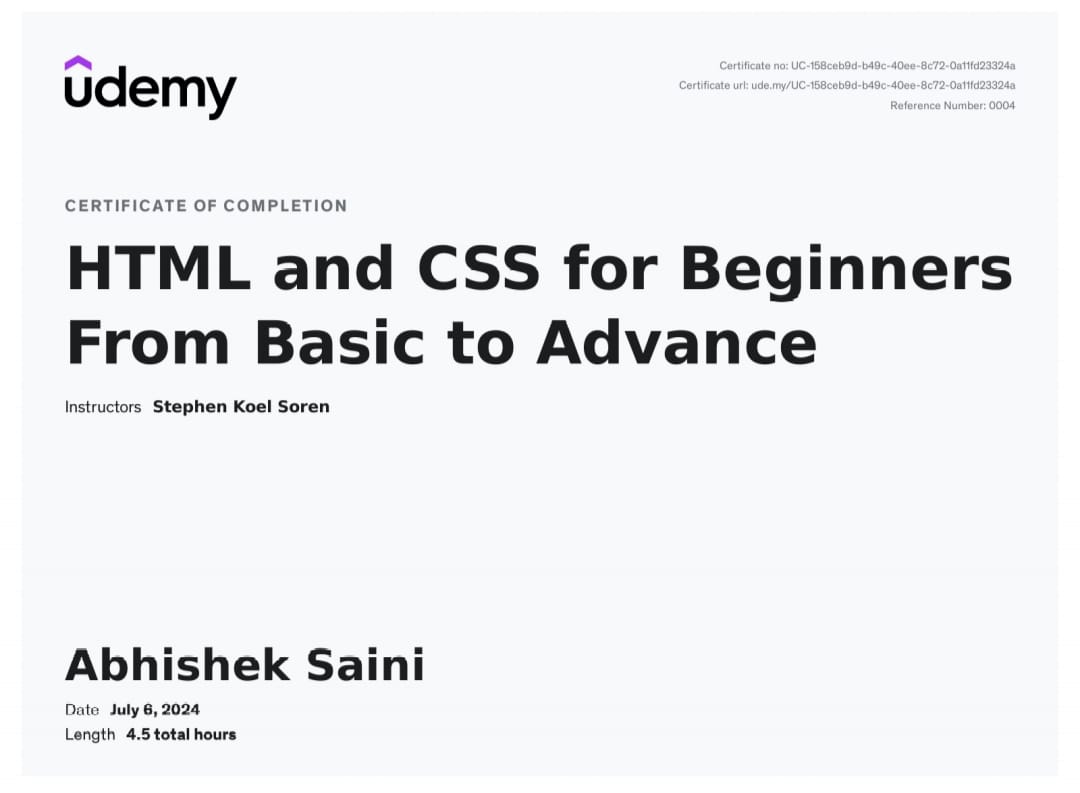 udemy
Certificate no: UC-158ceb9d-b49c-40ee-8c72-0a11fd23324a
Certificate url: ude.my/UC-158ceb9d-b49c-40ee-8c72-0a11fd23324a
Reference Number: 0004
CERTIFICATE OF COMPLETION
HTML and CSS for Beginners
From Basic to Advance
Instructors Stephen Koel Soren
Abhishek Saini
Date July 6, 2024
Length 4.5 total hours